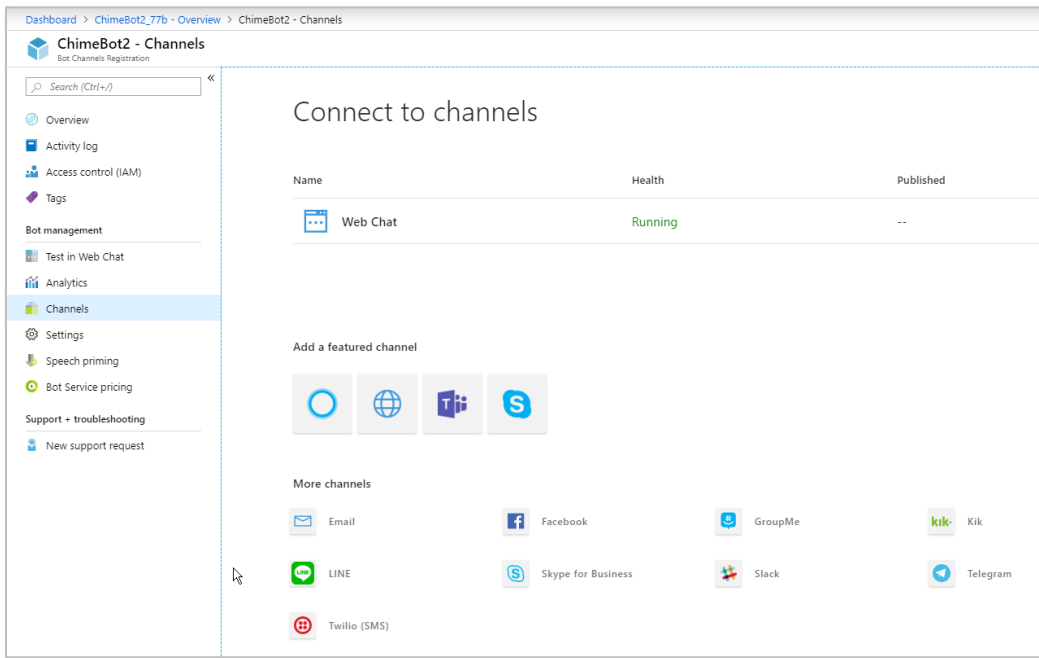 Dashboard > ChimeBot2_77b - Overview > ChimeBot2 - Channels
ChimeBot2 - Channels
Bot Channels Registration
Search (Ctrl+/)
«
Overview
Activity log
Access control (IAM)
Tags
Bot management
Test in Web Chat
Analytics
Channels
Settings
Speech priming
Bot Service pricing
Support + troubleshooting
New support request
Connect to channels
Name Health Published
Web Chat Running --
Add a featured channel
T S
More channels
Email Facebook GroupMe kik· Kik
LINE LINE Skype for Business Slack Telegram
Twilio (SMS)